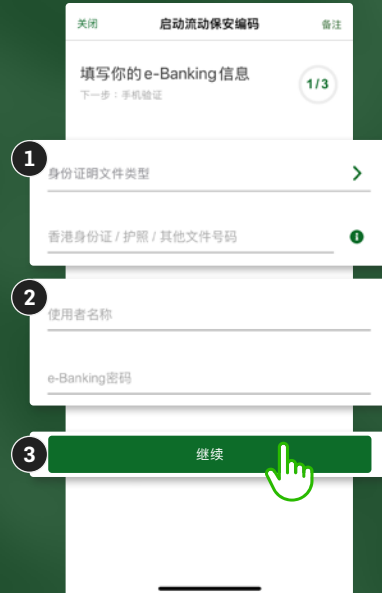 关闭 启动流动保安编码 备注
填写你的e-Banking信息
1/3
下一步：手机验证
1
身份证明文件类型
香港身份证 / 护照 / 其他文件号码
2
使用者名称
e-Banking密码
3
继续